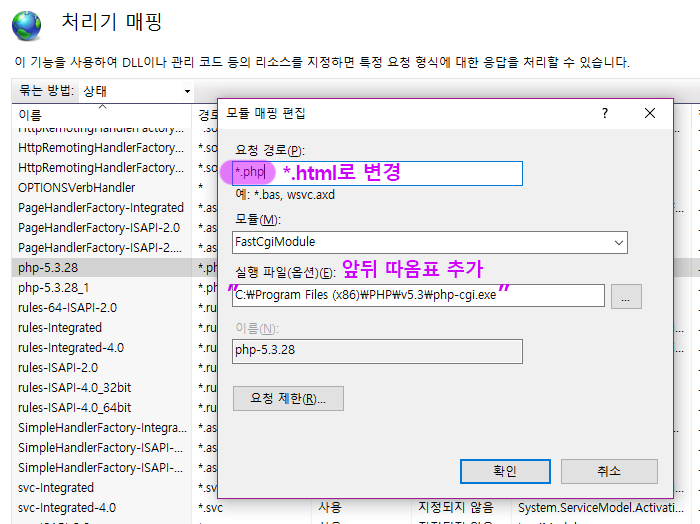 처리기 매핑
이 기능을 사용하여 DLL이나 관리 코드 등의 리소스를 지정하면 특정 요청 형식에 대한 응답을 처리할 수 있습니다.
묶는 방법: 상태
이름
HttpRemotingHandlerFactory... *.so
HttpRemotingHandlerFactory... *.so
HttpRemotingHandlerFactory... *.so
OPTIONSVerbHandler *
PageHandlerFactory-Integrated *.as
PageHandlerFactory-ISAPI-2.0 *.as
PageHandlerFactory-ISAPI-2.... *.as
php-5.3.28 *.ph
php-5.3.28_1 *.ph
rules-64-ISAPI-2.0 *.ru
rules-Integrated *.ru
rules-Integrated-4.0 *.ru
rules-ISAPI-2.0 *.ru
rules-ISAPI-4.0_32bit *.ru
rules-ISAPI-4.0_64bit *.ru
SimpleHandlerFactory-Integra... *.as
SimpleHandlerFactory-ISAPI-... *.as
SimpleHandlerFactory-ISAPI-... *.as
SimpleHandlerFactory-ISAPI-... *.as
svc-Integrated *.sv
svc-Integrated-4.0 *.svc 사용 지정되지 않음 System.ServiceModel.Activati...
모듈 매핑 편집
? ×
요청 경로(P):
*.php *.html로 변경
예: *.bas, wsvc.axd
모듈(M):
FastCgiModule
실행 파일(옵션)(E): 앞뒤 따옴표 추가
"C:\Program Files (x86)\PHP\v5.3\php-cgi.exe"
...
이름(N):
php-5.3.28
요청 제한(R)...
확인 취소